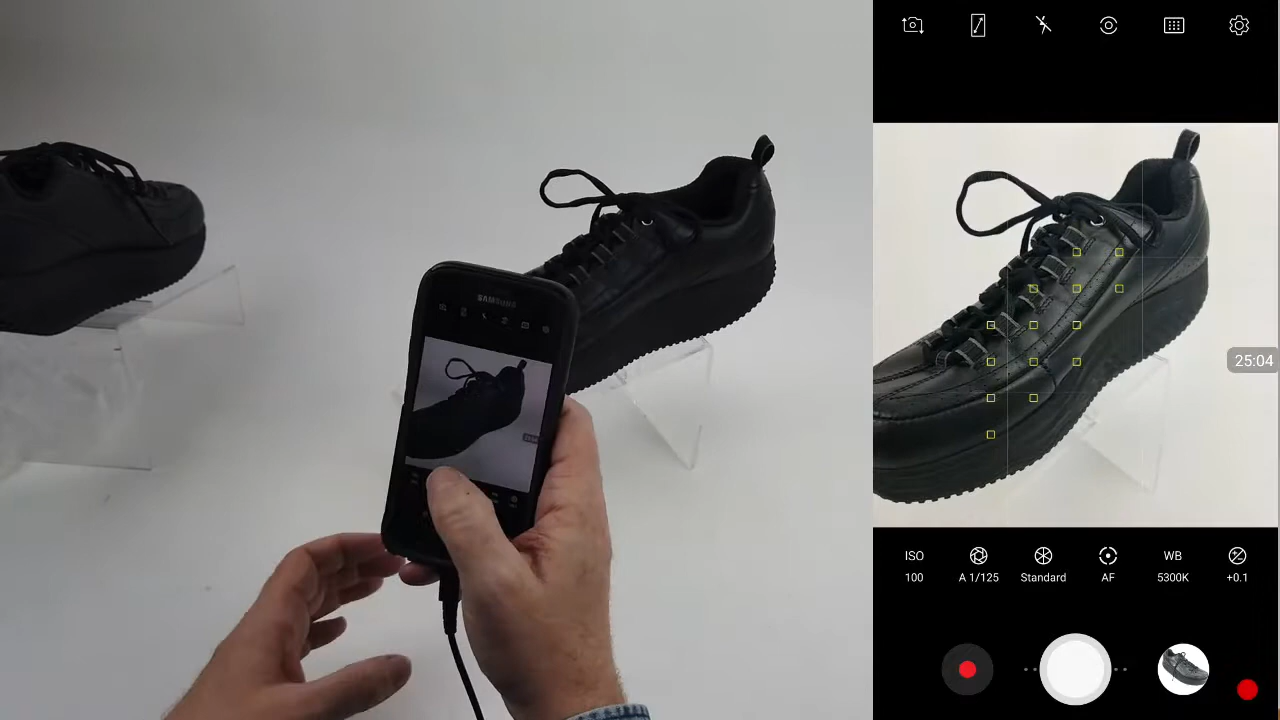 SAMSUNG
25:04
ISO
100
A 1/125
Standard
AF
WB
5300K
+0.1